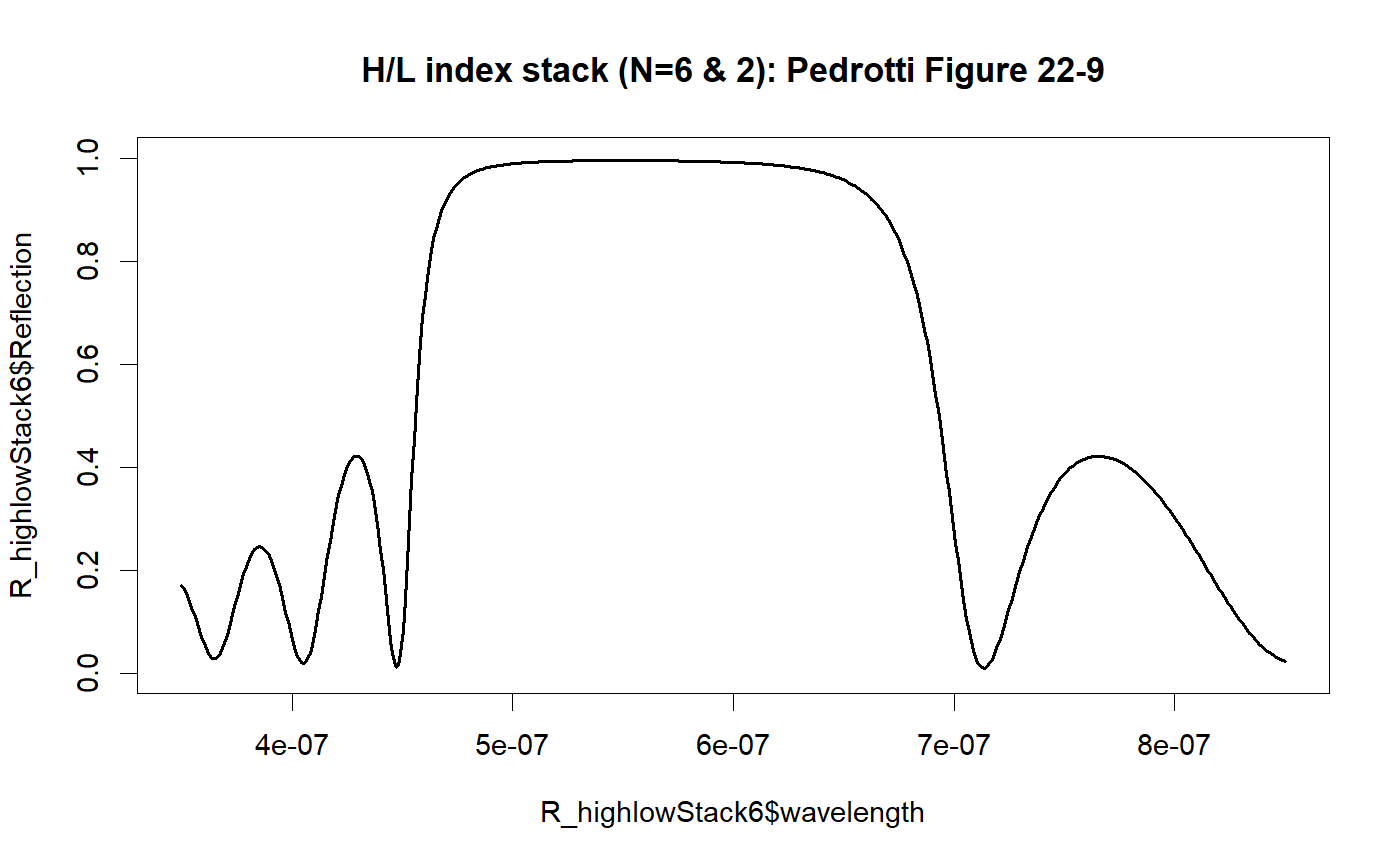 H/L index stack (N=6 & 2): Pedrotti Figure 22-9
R_highlowStack6$Reflection
1.0
0.8
0.6
0.4
0.2
0.0
4e-07
5e-07
6e-07
7e-07
8e-07
R_highlowStack6$wavelength